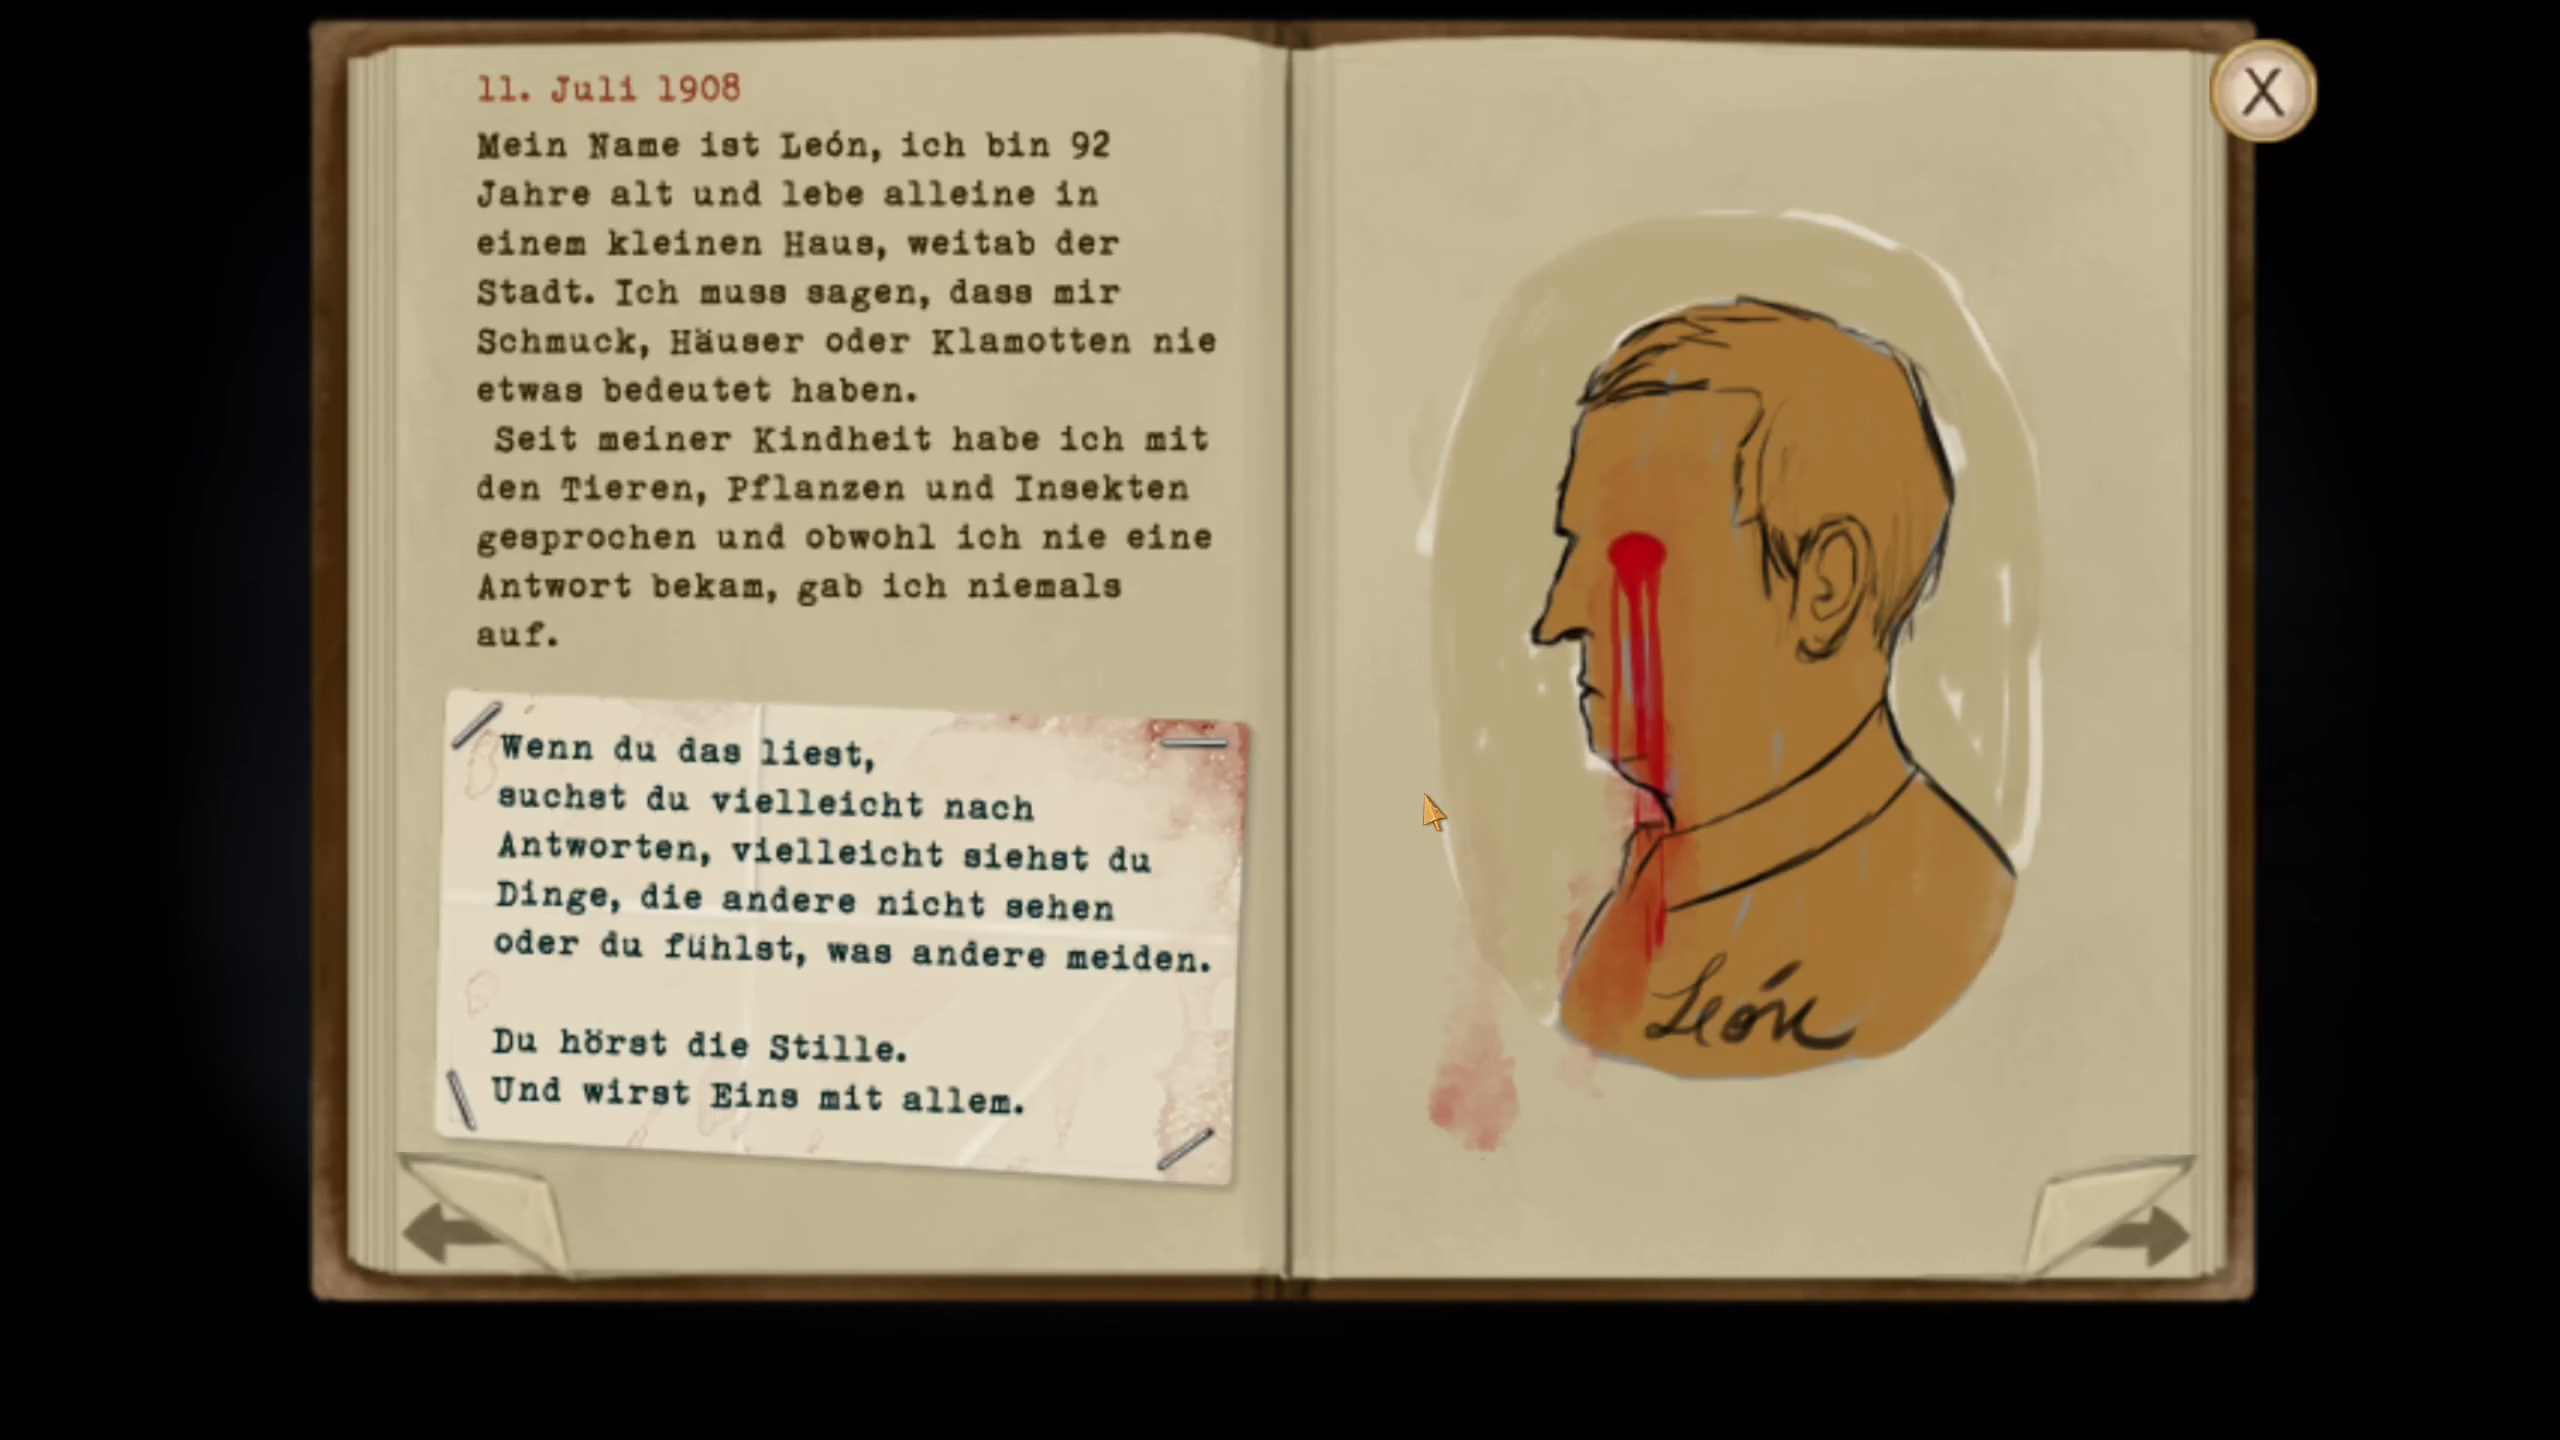 11. Juli 1908
Mein Name ist León, ich bin 92
Jahre alt und lebe alleine in
einem kleinen Haus, weitab der
Stadt. Ich muss sagen, dass mir
Schmuck, Häuser oder Klamotten nie
etwas bedeutet haben.
Seit meiner Kindheit habe ich mit
den Tieren, Pflanzen und Insekten
gesprochen und obwohl ich nie eine
Antwort bekam, gab ich niemals
auf.
Wenn du das liest,
suchst du vielleicht nach
Antworten, vielleicht siehst du
Dinge, die andere nicht sehen
oder du fühlst, was andere meiden.
Du hörst die Stille.
Und wirst Eins mit allem.
León
X